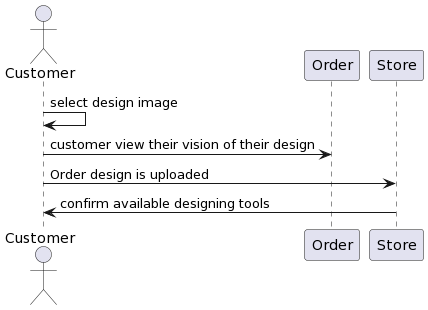 Customer
Order
Store
select design image
customer view their vision of their design
Order design is uploaded
confirm available designing tools
Customer
Order
Store